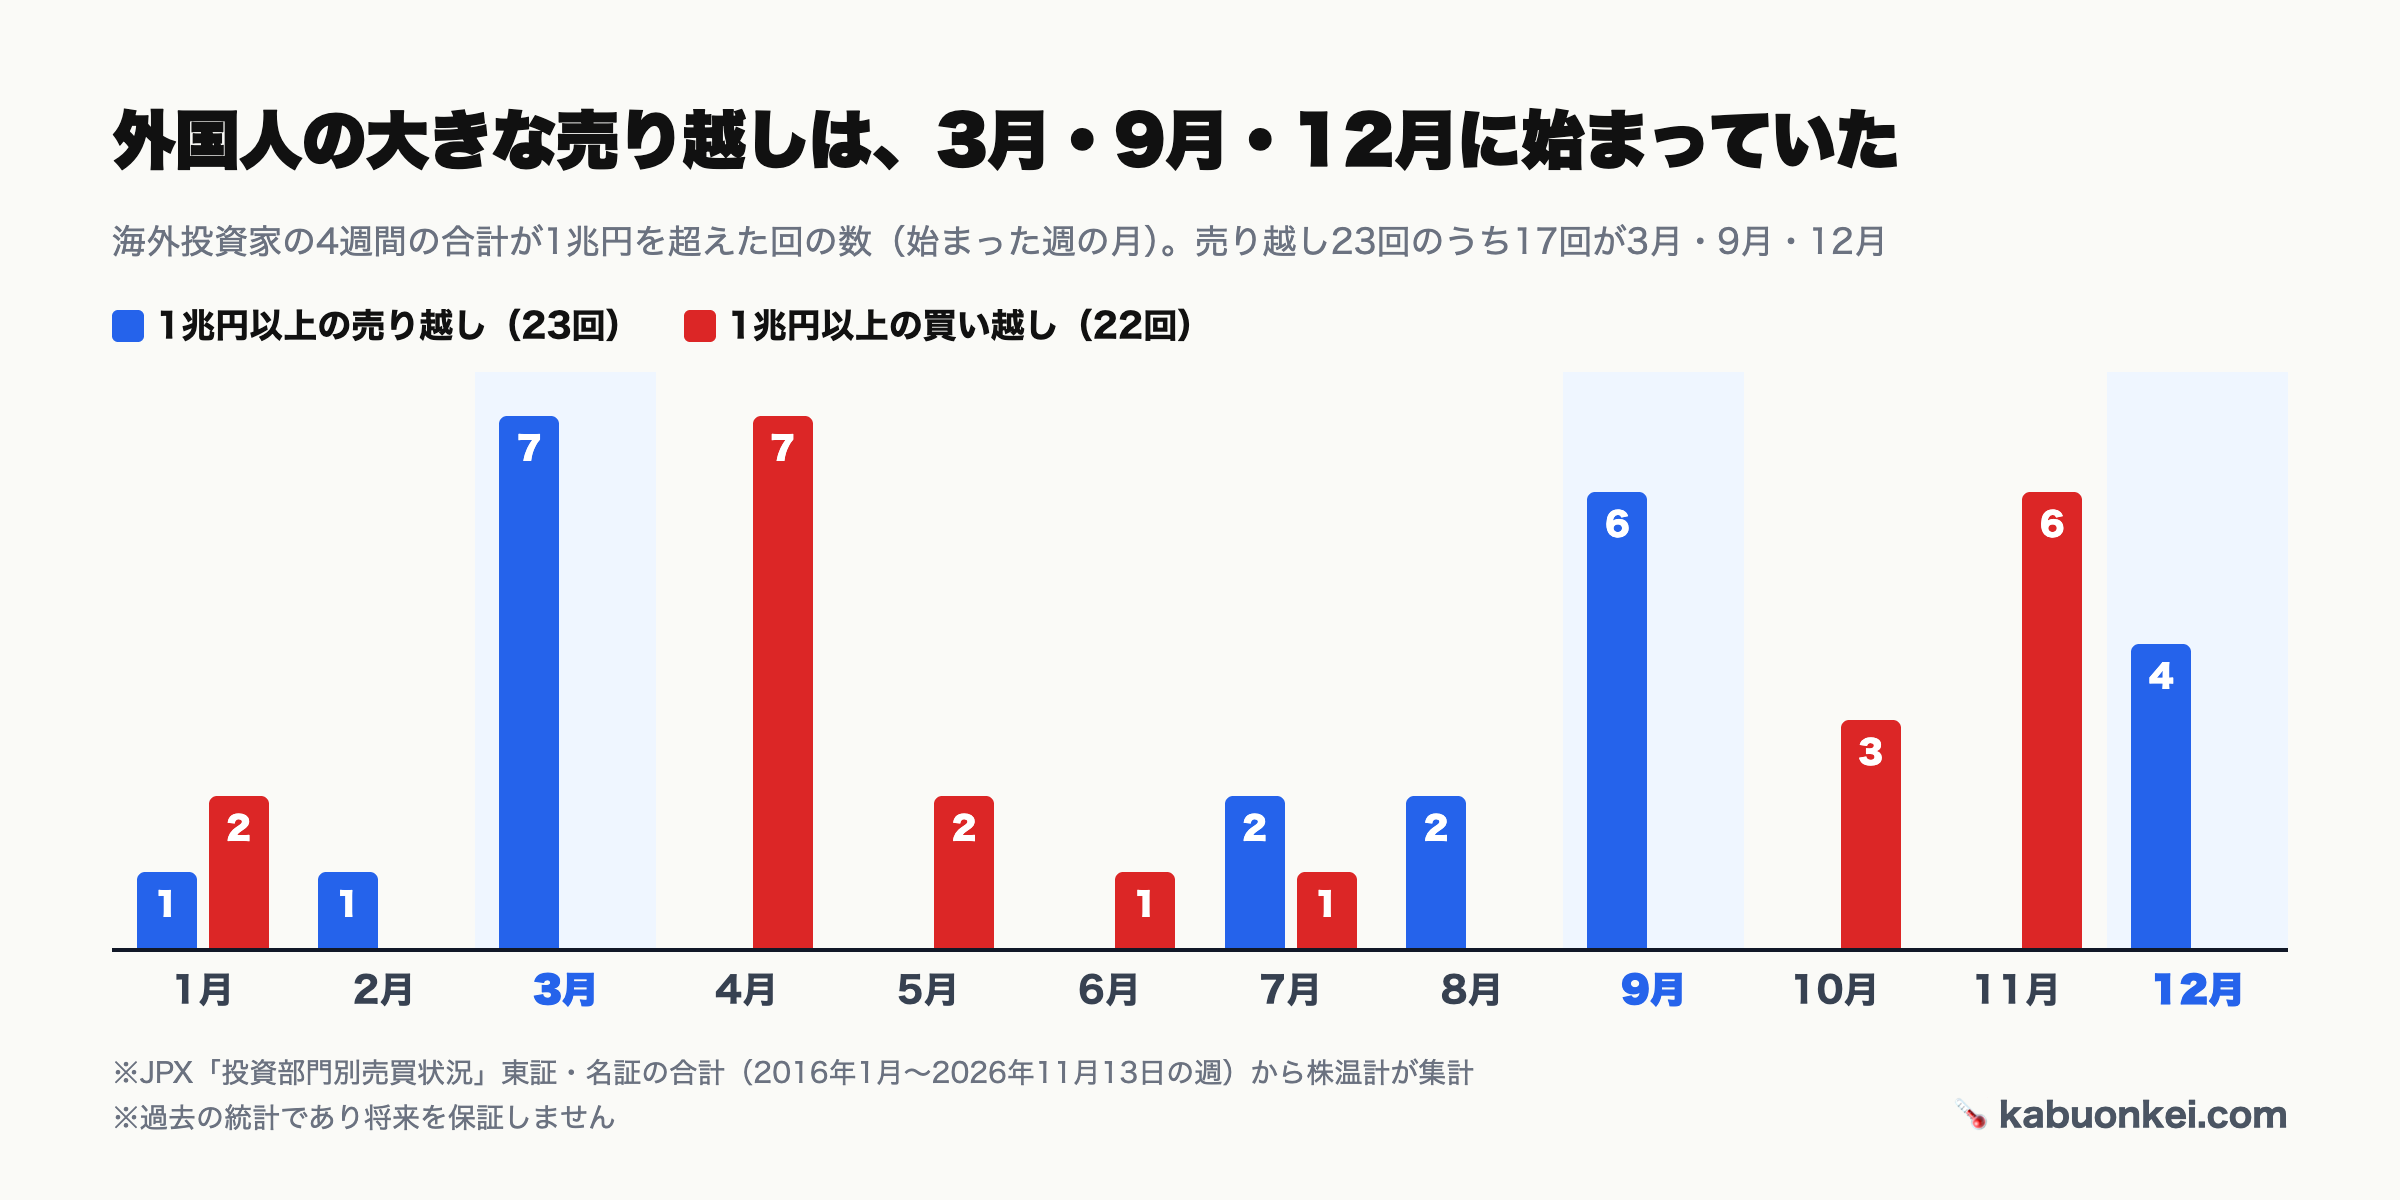 外国人の大きな売り越しは、3月・9月・12月に始まっていた
海外投資家の4週間の合計が1兆円を超えた回の数（始まった週の月）。売り越し23回のうち17回が3月・9月・12月
1兆円以上の売り越し（23回） 1兆円以上の買い越し（22回）
7 7
6 6
4
3
2 2 2 2
1 1 1 1
1月 2月 3月 4月 5月 6月 7月 8月 9月 10月 11月 12月
※JPX「投資部門別売買状況」東証・名証の合計（2016年1月〜2026年11月13日の週）から株温計が集計
※過去の統計であり将来を保証しません
kabuonkei.com